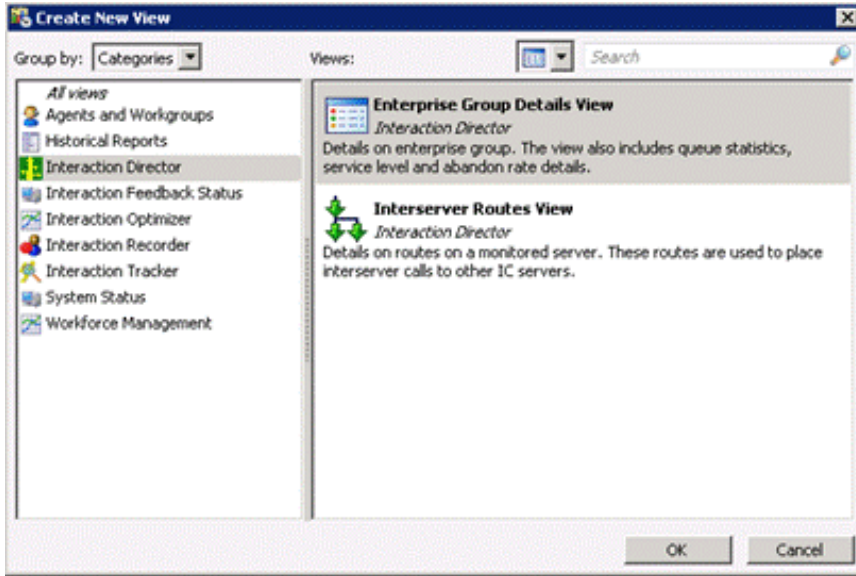 Create New View
Group by: Categories
Views:
Search
All views
Agents and Workgroups
Historical Reports
Interaction Director
Interaction Feedback Status
Interaction Optimizer
Interaction Recorder
Interaction Tracker
System Status
Workforce Management
Enterprise Group Details View
Interaction Director
Details on enterprise group. The view also includes queue statistics,
service level and abandon rate details.
Interserver Routes View
Interaction Director
Details on routes on a monitored server. These routes are used to place
interserver calls to other IC servers.
OK
Cancel